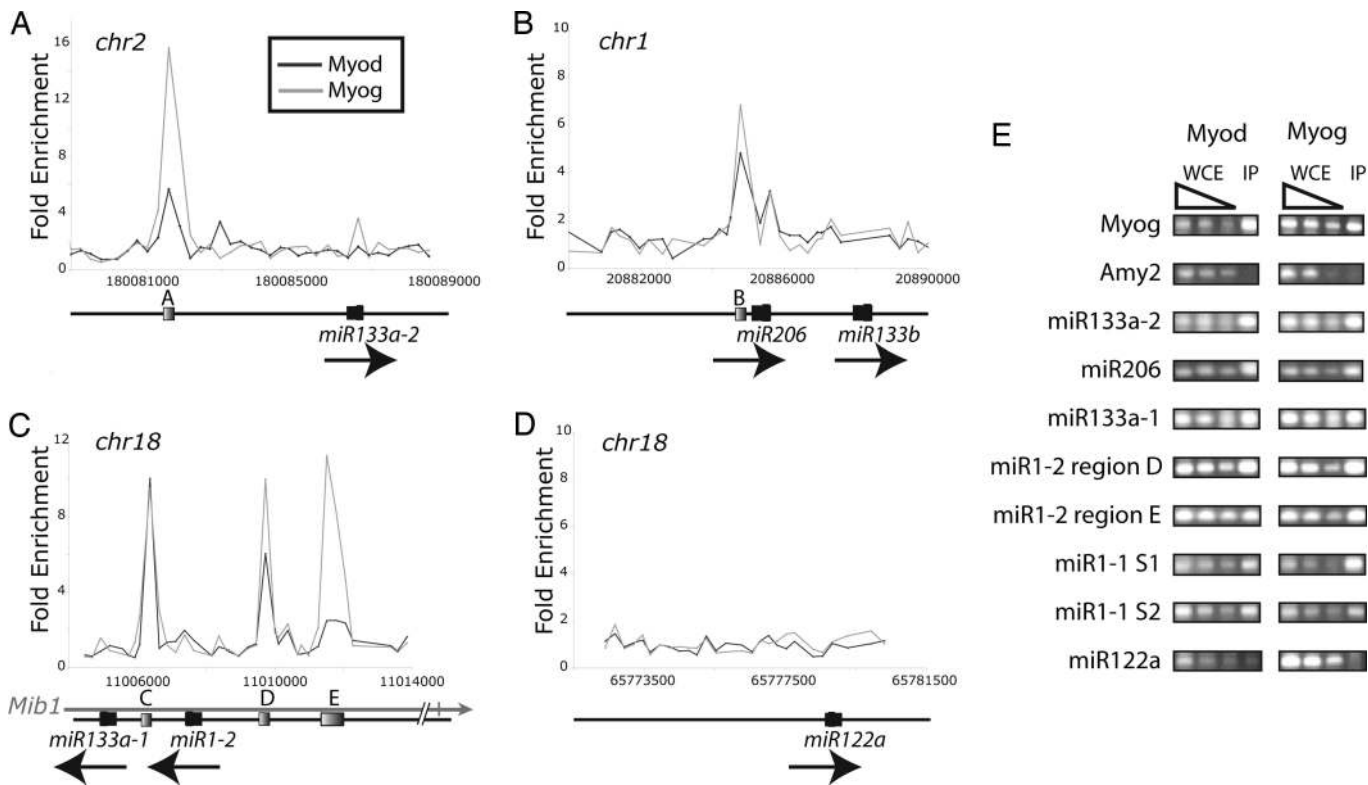 A
chr2
Myod
Myog
Fold Enrichment
16
12
8
4
0
180081000
180085000
180089000
A
miR133a-2
B
chr1
Fold Enrichment
10
8
6
4
2
0
20882000
20886000
20890000
B
miR206
miR133b
C
chr18
Fold Enrichment
12
8
4
0
11006000
11010000
11014000
Mib1
C
D
E
miR133a-1
miR1-2
D
chr18
Fold Enrichment
10
8
6
4
2
0
65773500
65777500
65781500
miR122a
E
Myod
Myog
WCE IP
WCE IP
Myog
Amy2
miR133a-2
miR206
miR133a-1
miR1-2 region D
miR1-2 region E
miR1-1 S1
miR1-1 S2
miR122a